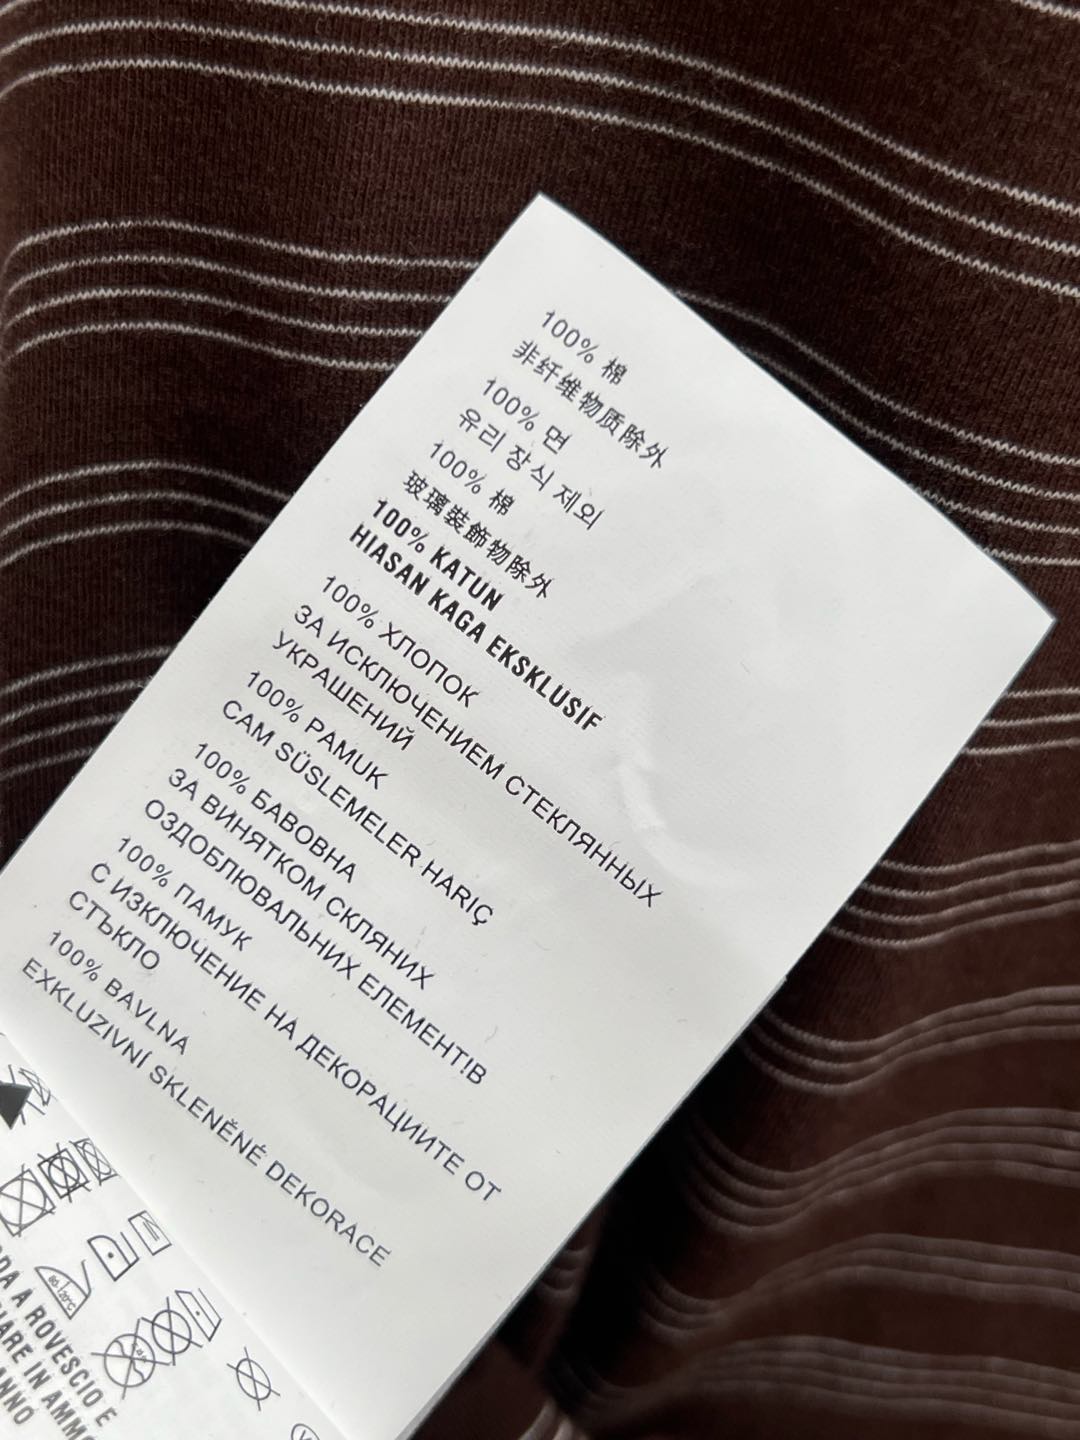 100% 棉
非纤维物质除外
100% 면
유리 장식 제외
100% 棉
玻璃裝飾物除外
100% KATUN
HIASAN KAGA EKSKLUSIF
100% ХЛОПОК
ЗА ИСКЛЮЧЕНИЕМ СТЕКЛЯННЫХ
УКРАШЕНИЙ
100% PAMUK
CAM SÜSLEMELER HARIÇ
100% БАВОВНА
ЗА ВИНЯТКОМ СКЛЯНИХ
ОЗДОБЛЮВАЛЬНИХ ЕЛЕМЕНТ!В
100% ПАМУК
С ИЗКЛЮЧЕНИЕ НА ДЕКОРАЦИИТЕ ОТ
СТЪКЛО
100% BAVLNA
EXKLUZIVNÍ SKLENĚNÉ DEKORACE
A ROVESCIO E
IN